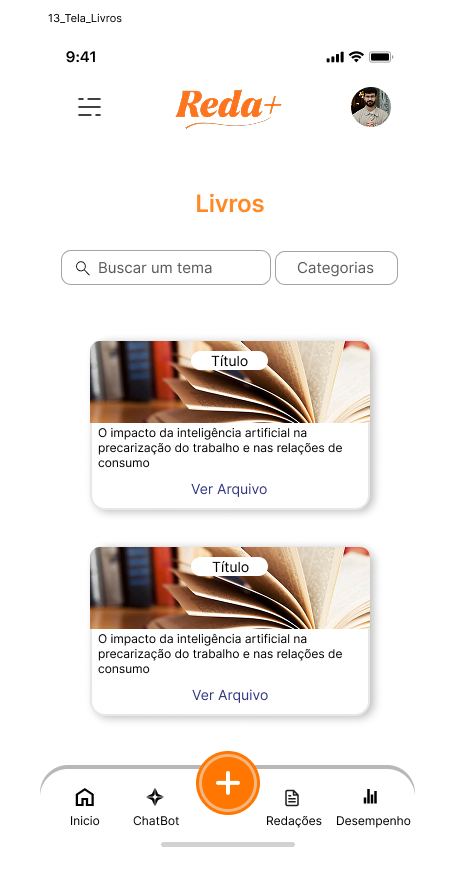 13_Tela_Livros
9:41
Reda+
Livros
Buscar um tema
Categorias
Título
O impacto da inteligência artificial na
precarização do trabalho e nas relações de
consumo
Ver Arquivo
Título
O impacto da inteligência artificial na
precarização do trabalho e nas relações de
consumo
Ver Arquivo
Inicio
ChatBot
Redações
Desempenho